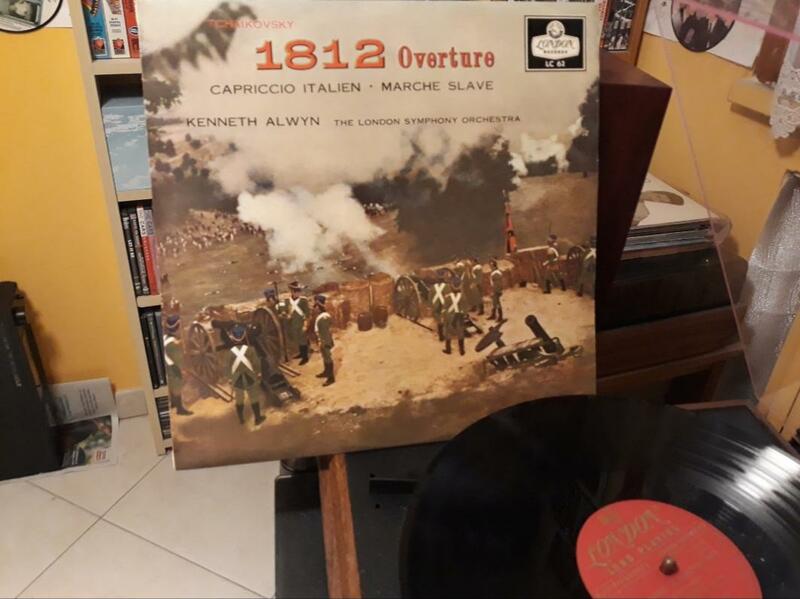 TCHAIKOVSKY
1812 Overture
CAPRICCIO ITALIEN · MARCHE SLAVE
KENNETH ALWYN THE LONDON SYMPHONY ORCHESTRA
LONDON
RECORDS
LC 62
LONDON
LONG PLAYING